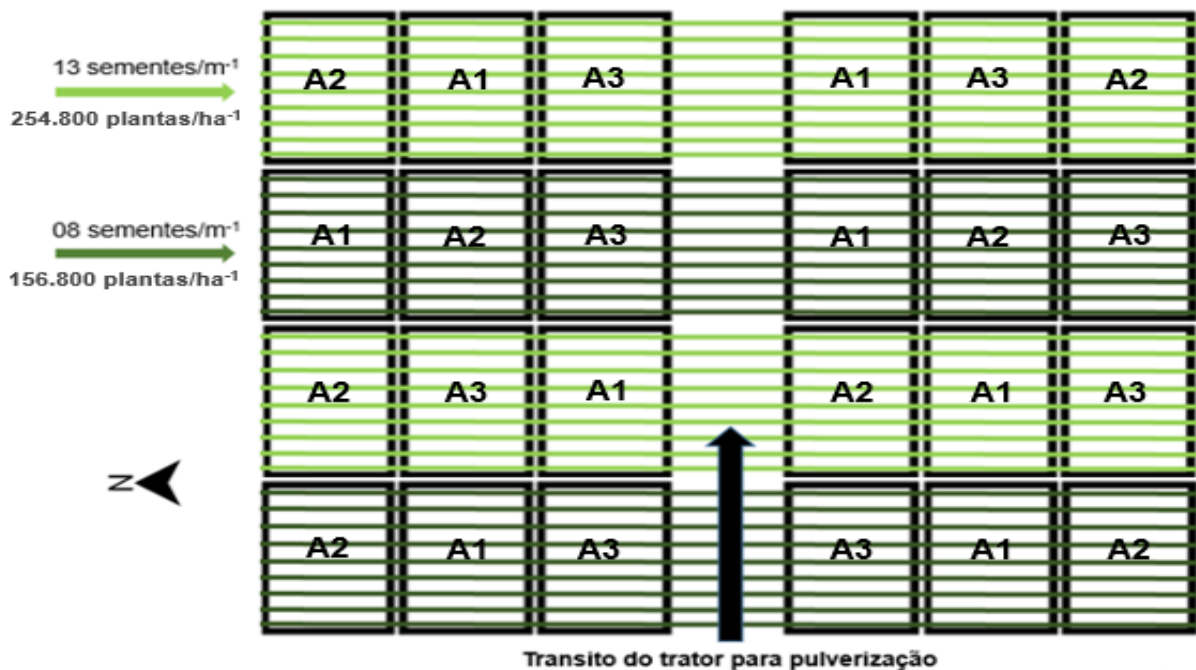 13 sementes/m⁻¹
254.800 plantas/ha⁻¹
A2 A1 A3 A1 A3 A2
08 sementes/m⁻¹
156.800 plantas/ha⁻¹
A1 A2 A3 A1 A2 A3
A2 A3 A1 A2 A1 A3
N
A2 A1 A3 A3 A1 A2
Transito do trator para pulverização